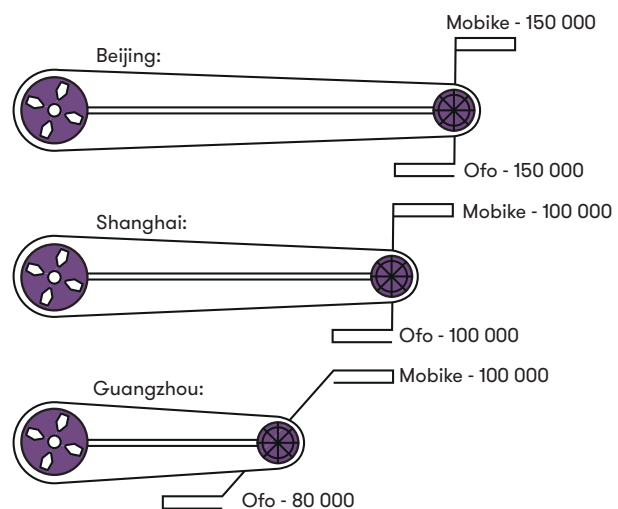 Mobike - 150 000
Beijing:
Ofo - 150 000
Shanghai:
Mobike - 100 000
Ofo - 100 000
Mobike - 100 000
Guangzhou:
Ofo - 80 000